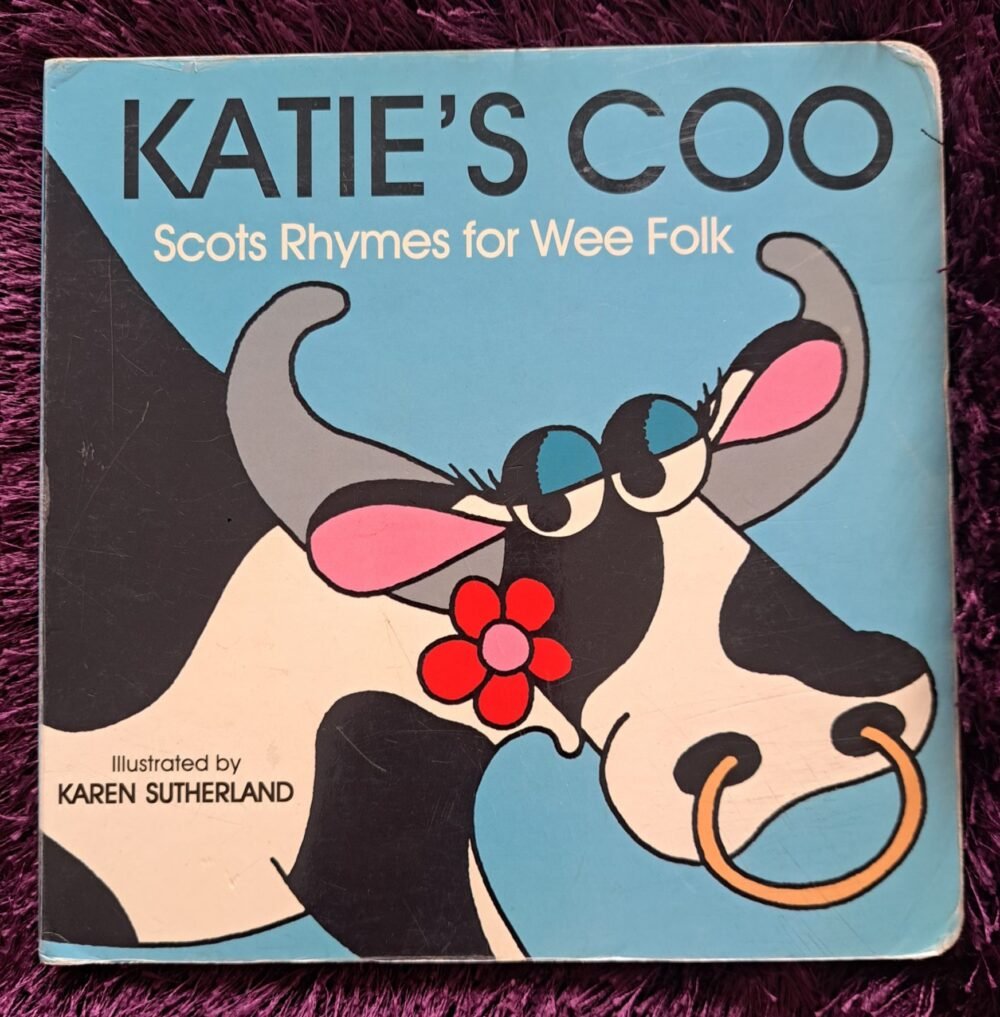 KATIE'S COO
Scots Rhymes for Wee Folk
Illustrated by
KAREN SUTHERLAND